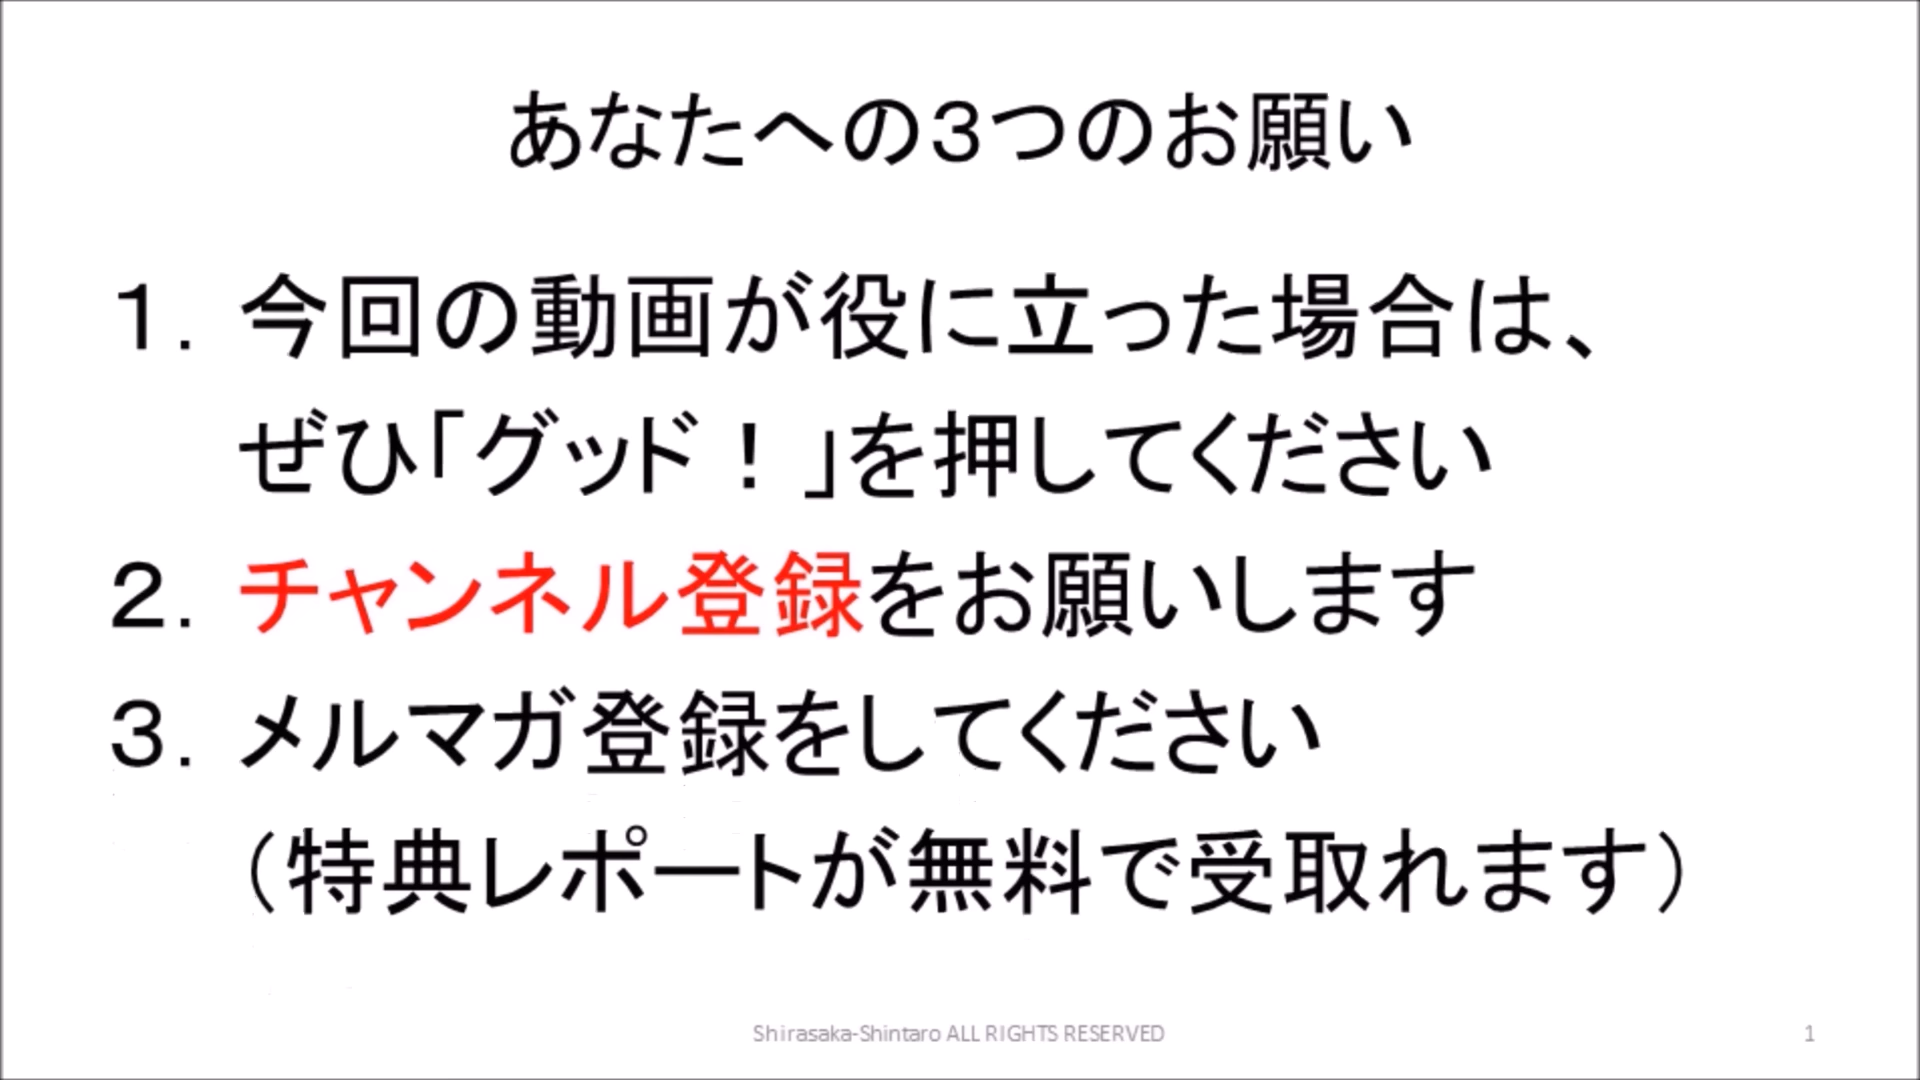 あなたへの３つのお願い
１．今回の動画が役に立った場合は、
ぜひ「グッド！」を押してください
２．チャンネル登録をお願いします
３．メルマガ登録をしてください
（特典レポートが無料で受取れます）
Shirasaka-Shintaro ALL RIGHTS RESERVED
1